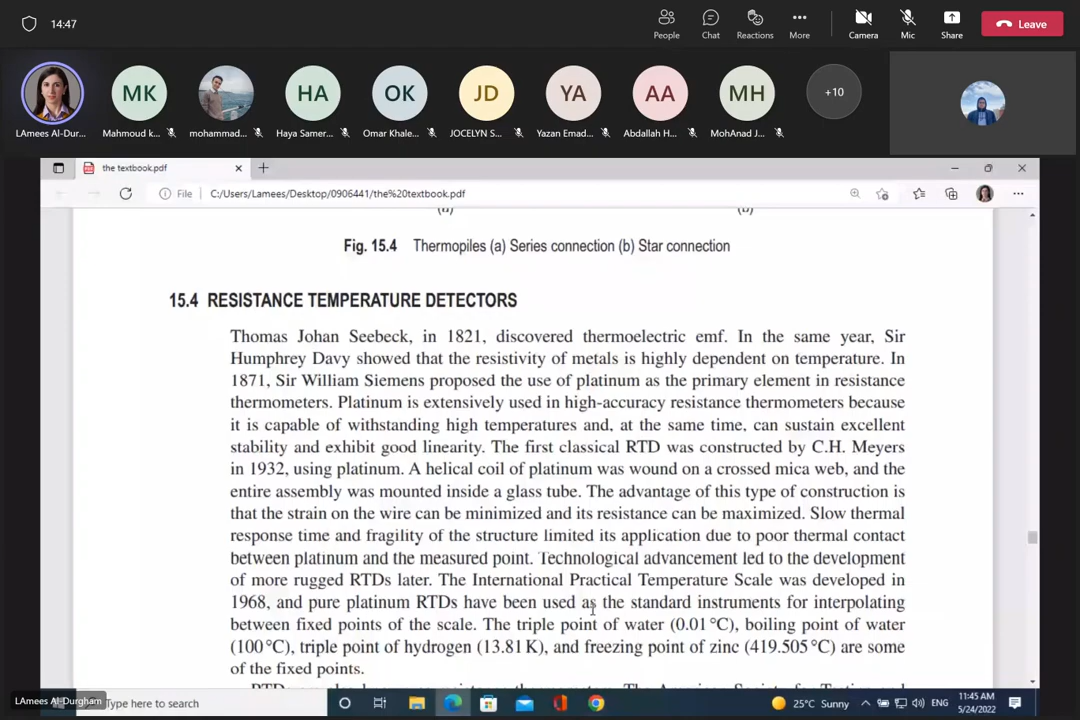 14:47
People
Chat
Reactions
More
Camera
Mic
Share
Leave
MK
HA
OK
JD
YA
AA
MH
+10
LAmees Al-Dur...
Mahmoud k...
mohammad...
Haya Samer...
Omar Khale...
JOCELYN S...
Yazan Emad...
Abdallah H...
MohAnad J...
the textbook.pdf
File
C:/Users/Lamees/Desktop/0906441/the%20textbook.pdf
(a) (b)
Fig. 15.4 Thermopiles (a) Series connection (b) Star connection
15.4 RESISTANCE TEMPERATURE DETECTORS
Thomas Johan Seebeck, in 1821, discovered thermoelectric emf. In the same year, Sir
Humphrey Davy showed that the resistivity of metals is highly dependent on temperature. In
1871, Sir William Siemens proposed the use of platinum as the primary element in resistance
thermometers. Platinum is extensively used in high-accuracy resistance thermometers because
it is capable of withstanding high temperatures and, at the same time, can sustain excellent
stability and exhibit good linearity. The first classical RTD was constructed by C.H. Meyers
in 1932, using platinum. A helical coil of platinum was wound on a crossed mica web, and the
entire assembly was mounted inside a glass tube. The advantage of this type of construction is
that the strain on the wire can be minimized and its resistance can be maximized. Slow thermal
response time and fragility of the structure limited its application due to poor thermal contact
between platinum and the measured point. Technological advancement led to the development
of more rugged RTDs later. The International Practical Temperature Scale was developed in
1968, and pure platinum RTDs have been used as the standard instruments for interpolating
between fixed points of the scale. The triple point of water (0.01°C), boiling point of water
(100°C), triple point of hydrogen (13.81 K), and freezing point of zinc (419.505°C) are some
of the fixed points.
LAmees Al-Durgham
Type here to search
25°C Sunny
ENG
11:45 AM
5/24/2022